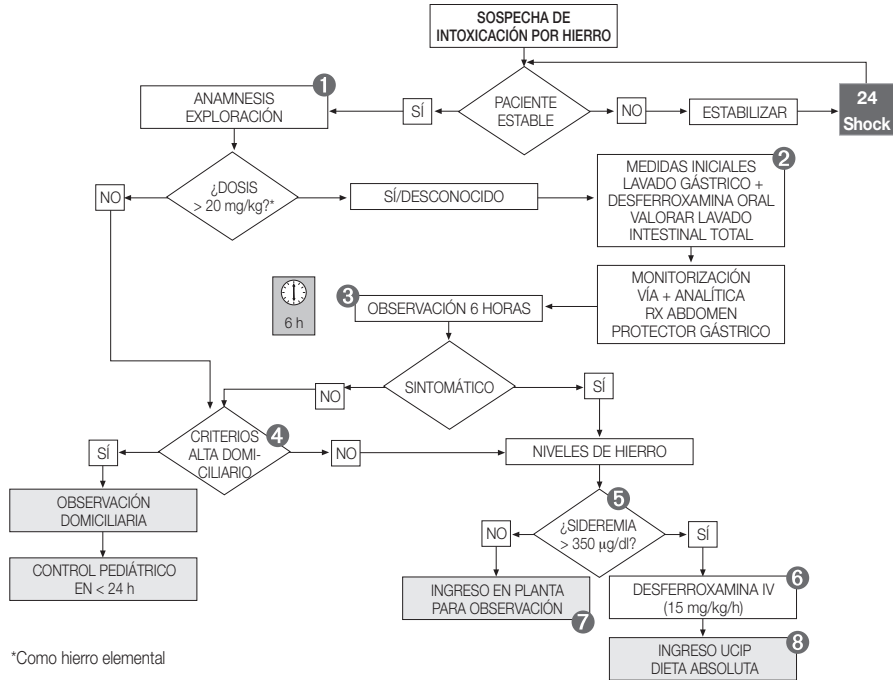 SOSPECHA DE
INTOXICACIÓN POR HIERRO
1
ANAMNESIS
EXPLORACIÓN
SÍ
PACIENTE
ESTABLE
NO
ESTABILIZAR
24
Shock
NO
¿DOSIS
> 20 mg/kg?*
SÍ/DESCONOCIDO
2
MEDIDAS INICIALES
LAVADO GÁSTRICO +
DESFERROXAMINA ORAL
VALORAR LAVADO
INTESTINAL TOTAL
6 h
3
OBSERVACIÓN 6 HORAS
MONITORIZACIÓN
VÍA + ANALÍTICA
RX ABDOMEN
PROTECTOR GÁSTRICO
NO
SINTOMÁTICO
SÍ
SÍ
4
CRITERIOS
ALTA DOMI-
CILIARIO
NO
NIVELES DE HIERRO
OBSERVACIÓN
DOMICILIARIA
CONTROL PEDIÁTRICO
EN < 24 h
NO
5
¿SIDEREMIA
> 350 µg/dl?
SÍ
INGRESO EN PLANTA
PARA OBSERVACIÓN
7
6
DESFERROXAMINA IV
(15 mg/kg/h)
8
INGRESO UCIP
DIETA ABSOLUTA
*Como hierro elemental